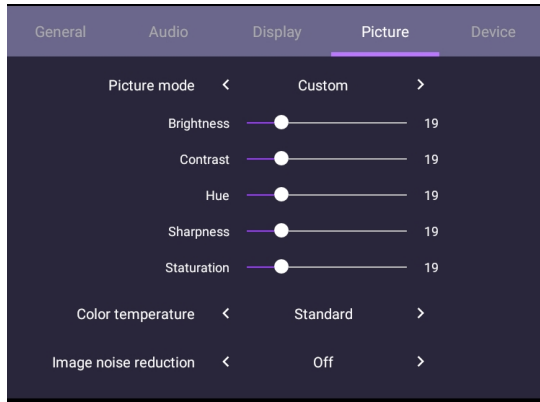 General Audio Display Picture Device
Picture mode < Custom >
Brightness 19
Contrast 19
Hue 19
Sharpness 19
Staturation 19
Color temperature < Standard >
Image noise reduction < Off >